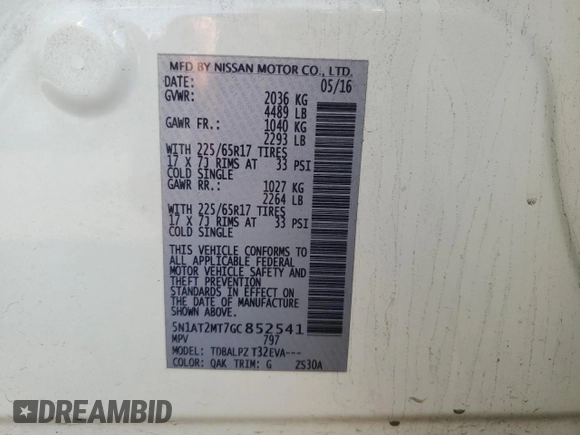 MFD BY NISSAN MOTOR CO., LTD.
DATE: 05/16
GVWR: 2036 KG
4489 LB
GAWR FR.: 1040 KG
2293 LB
WITH 225/65R17 TIRES
17 X 7J RIMS AT 33 PSI
COLD SINGLE
GAWR RR.: 1027 KG
2264 LB
WITH 225/65R17 TIRES
17 X 7J RIMS AT 33 PSI
COLD SINGLE
THIS VEHICLE CONFORMS TO
ALL APPLICABLE FEDERAL
MOTOR VEHICLE SAFETY AND
THEFT PREVENTION
STANDARDS IN EFFECT ON
THE DATE OF MANUFACTURE
SHOWN ABOVE.
5N1AT2MT7GC852541
MPV 797
MODEL: TDBALPZ T32EVA---
COLOR: QAK TRIM: G ZS30A
DREAMBID